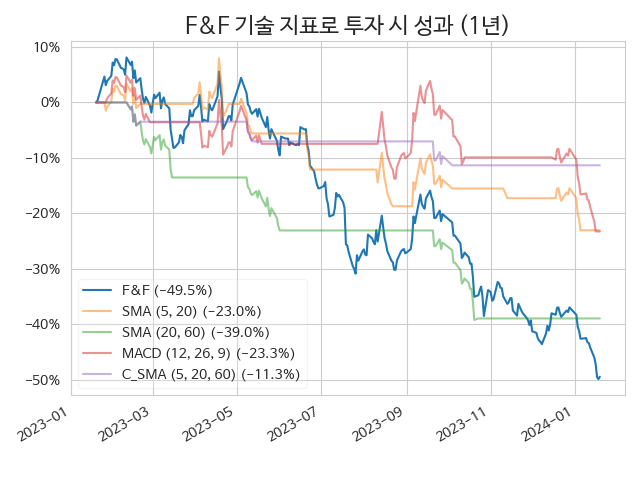 F&F 기술 지표로 투자 시 성과 (1년)
10%
0%
−10%
−20%
−30%
−40%
−50%
F&F (−49.5%)
SMA (5, 20) (−23.0%)
SMA (20, 60) (−39.0%)
MACD (12, 26, 9) (−23.3%)
C_SMA (5, 20, 60) (−11.3%)
2023−01
2023−03
2023−05
2023−07
2023−09
2023−11
2024−01